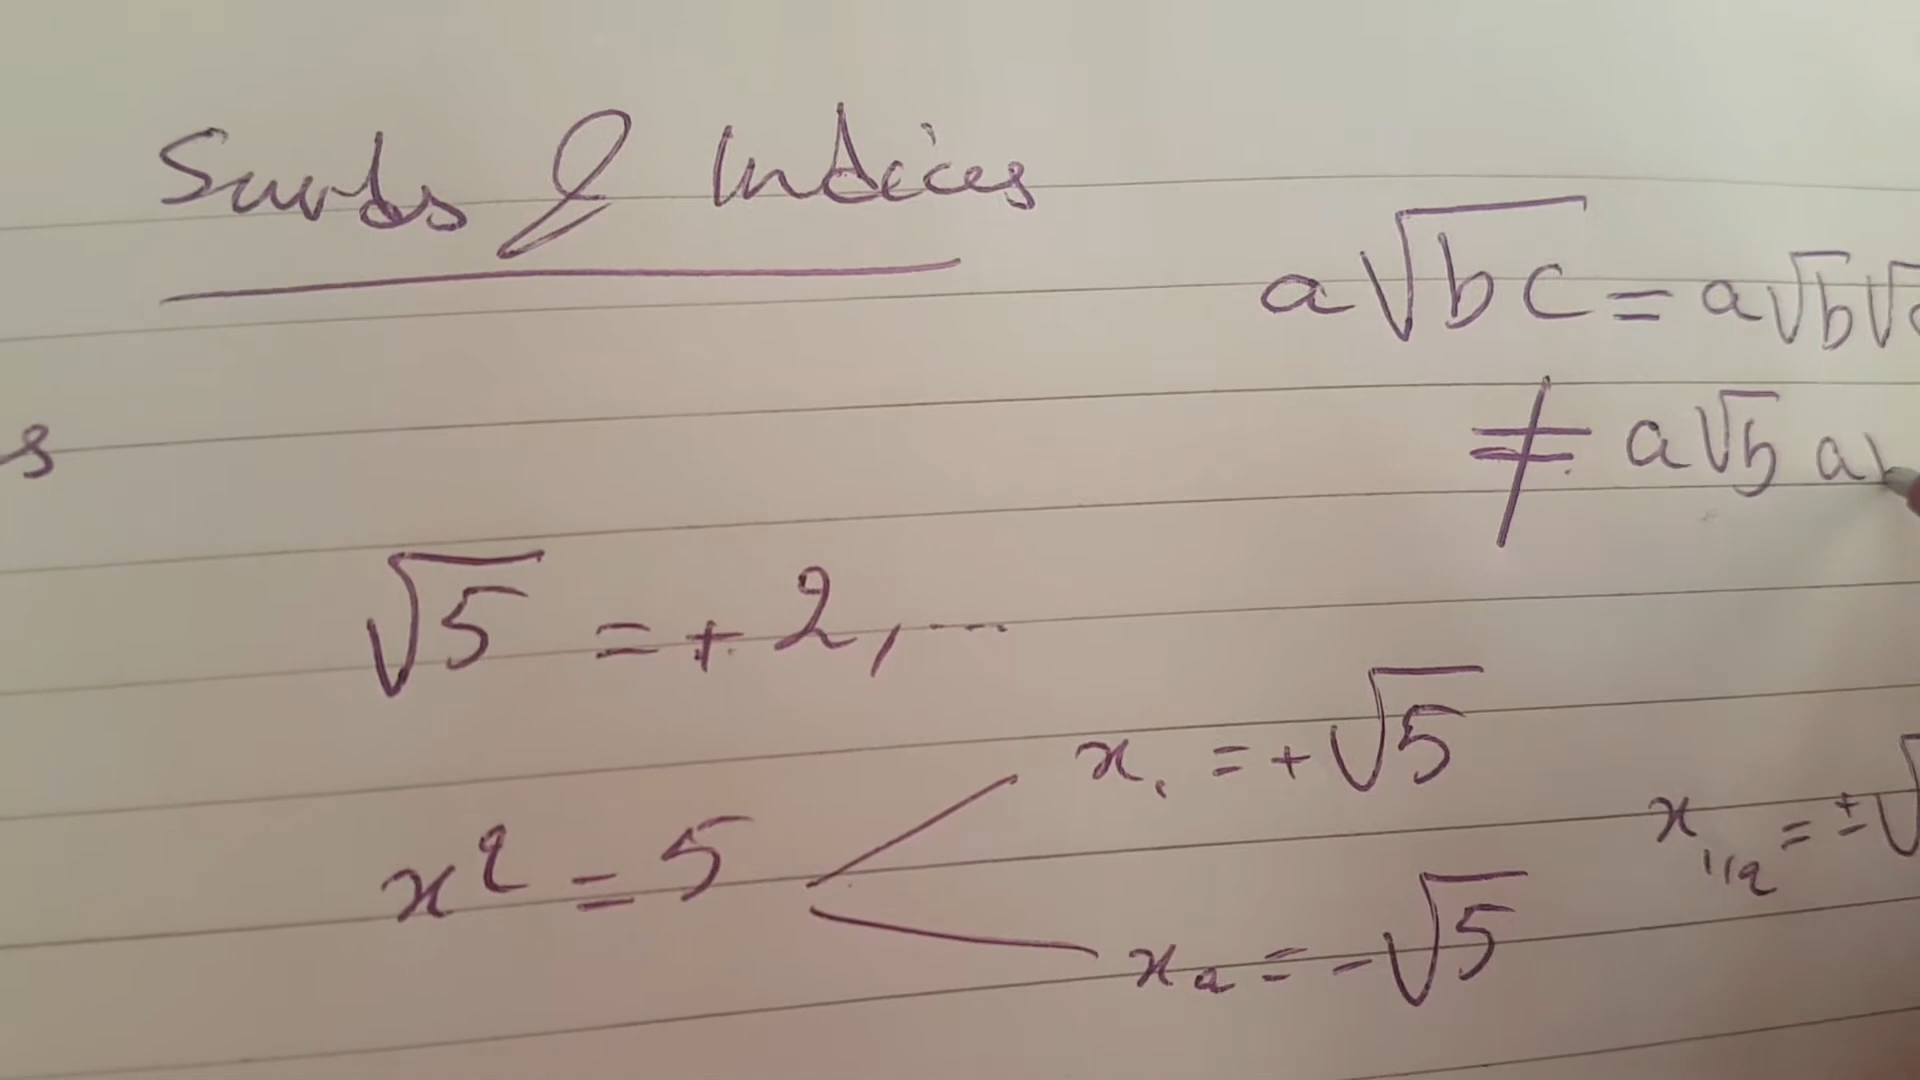 Surds & Indices
a√bc = a√b√
≠ a√b a
s
√5 = + 2, ...
x² = 5
x₁ = + √5
x₂ = - √5
x₁/₂ = ± √